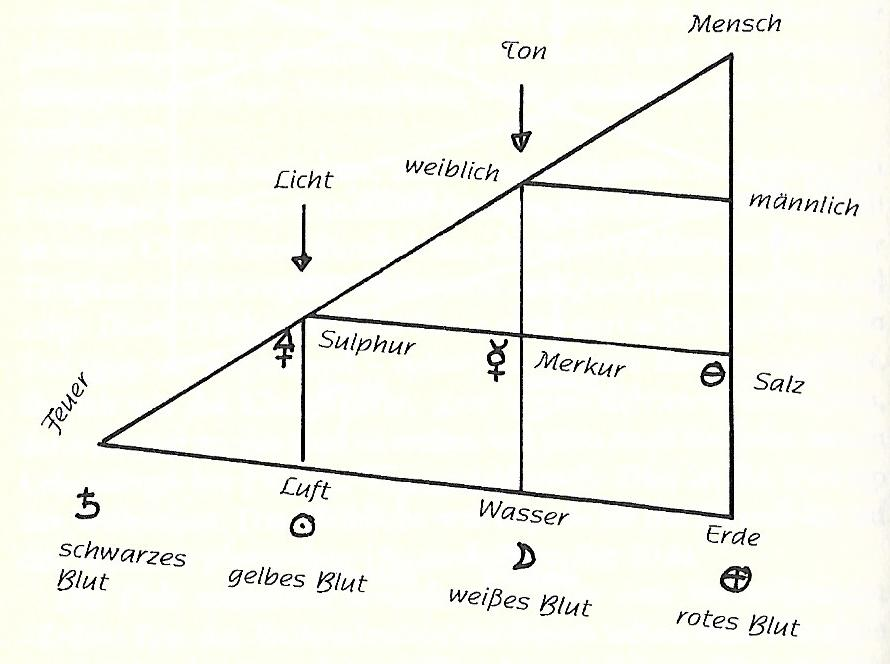 Mensch
Ton
Licht
weiblich
männlich
Sulphur
Merkur
Salz
Feuer
Luft
Wasser
Erde
schwarzes
Blut
gelbes Blut
weißes Blut
rotes Blut